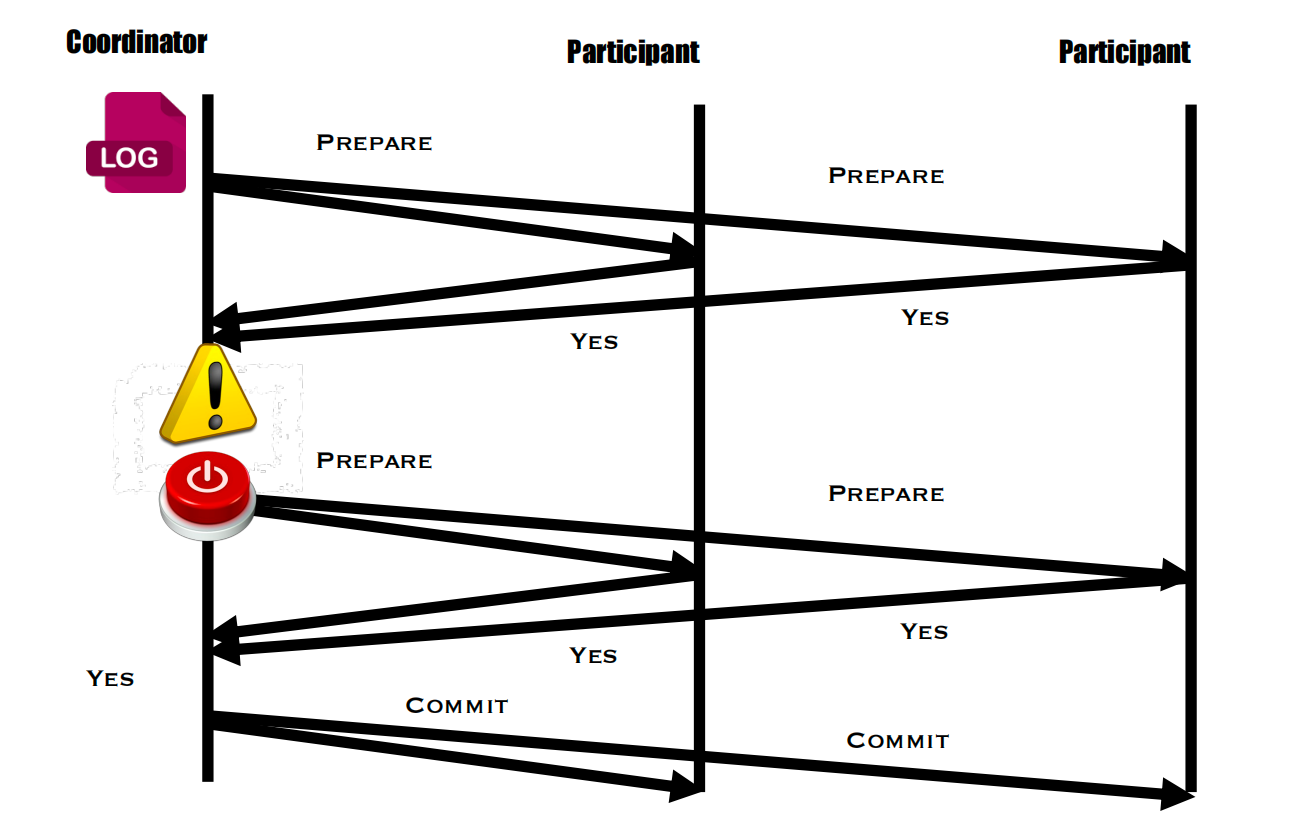 Coordinator
Participant
Participant
LOG
Prepare
Prepare
Yes
Yes
Prepare
Prepare
Yes
Yes
Yes
Commit
Commit